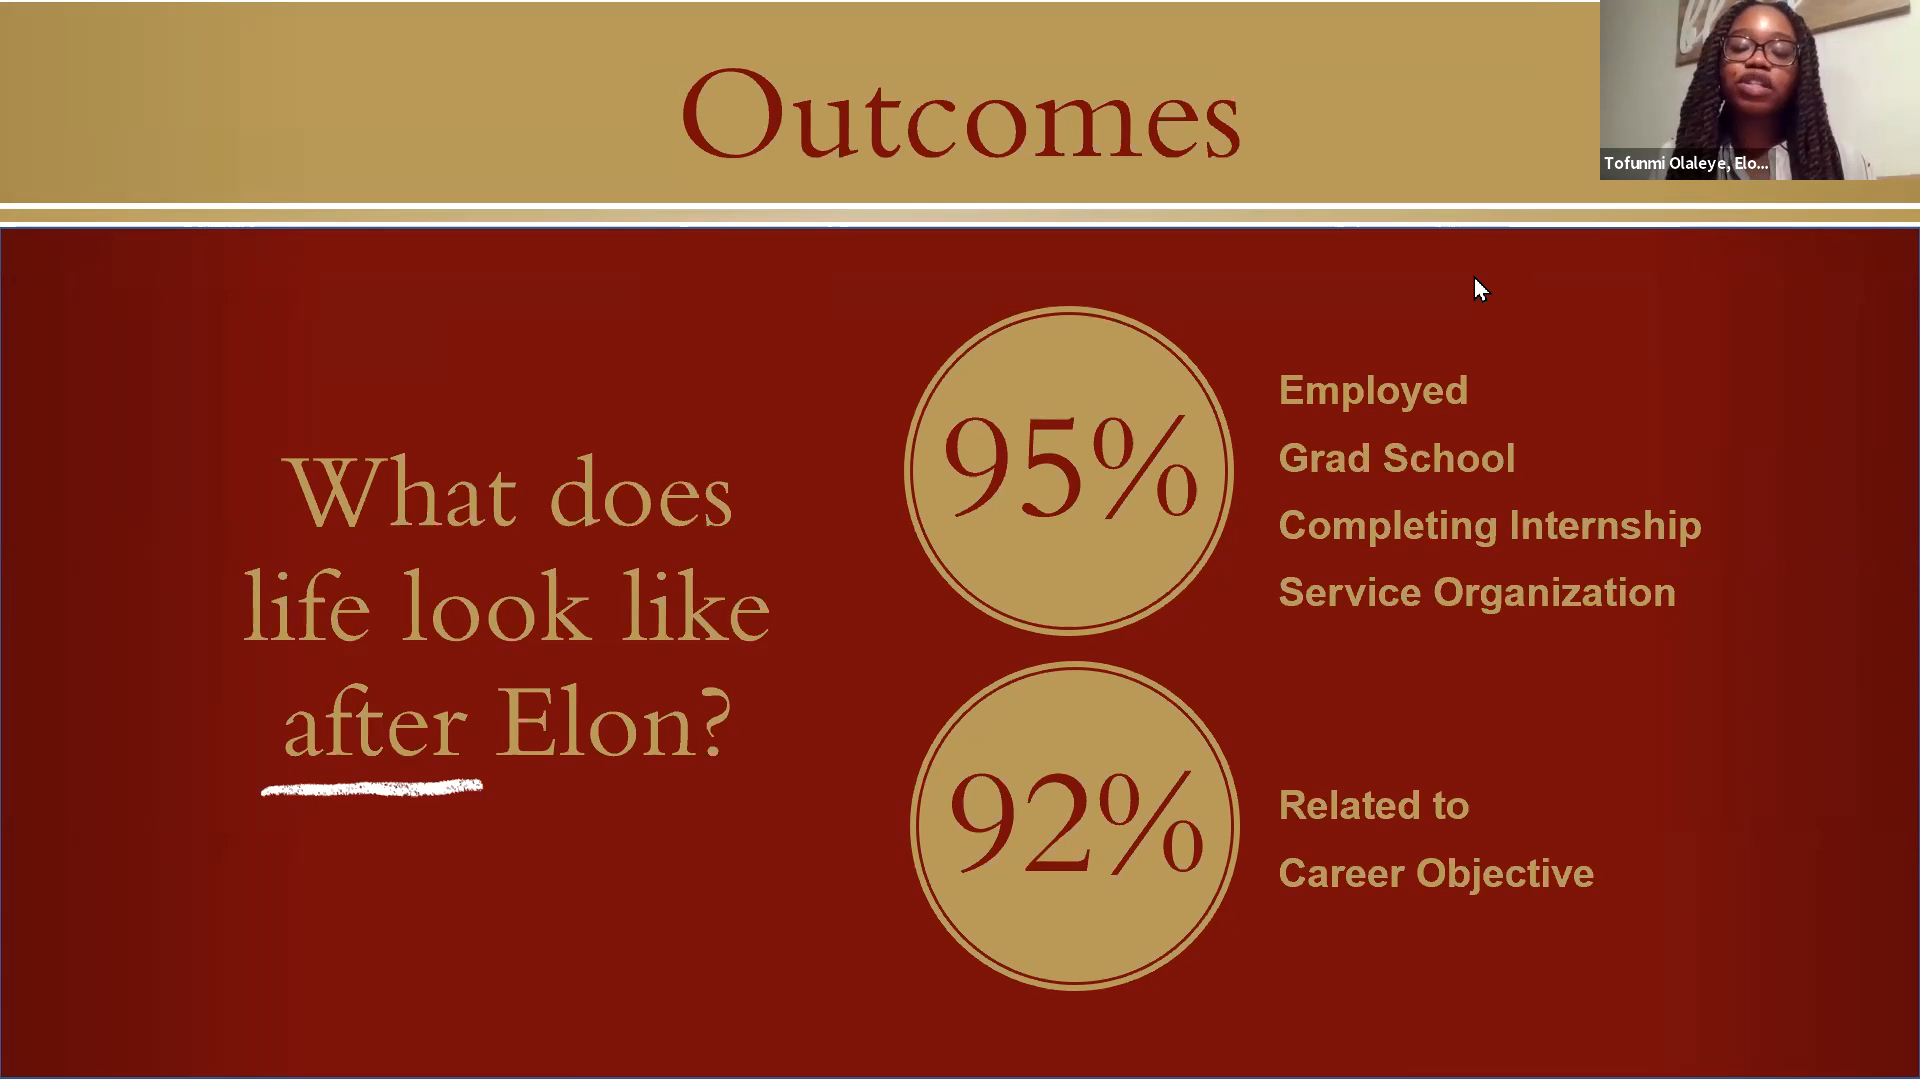 Outcomes
Tofunmi Olaleye, Elo...
What does
life look like
after Elon?
95%
Employed
Grad School
Completing Internship
Service Organization
92%
Related to
Career Objective